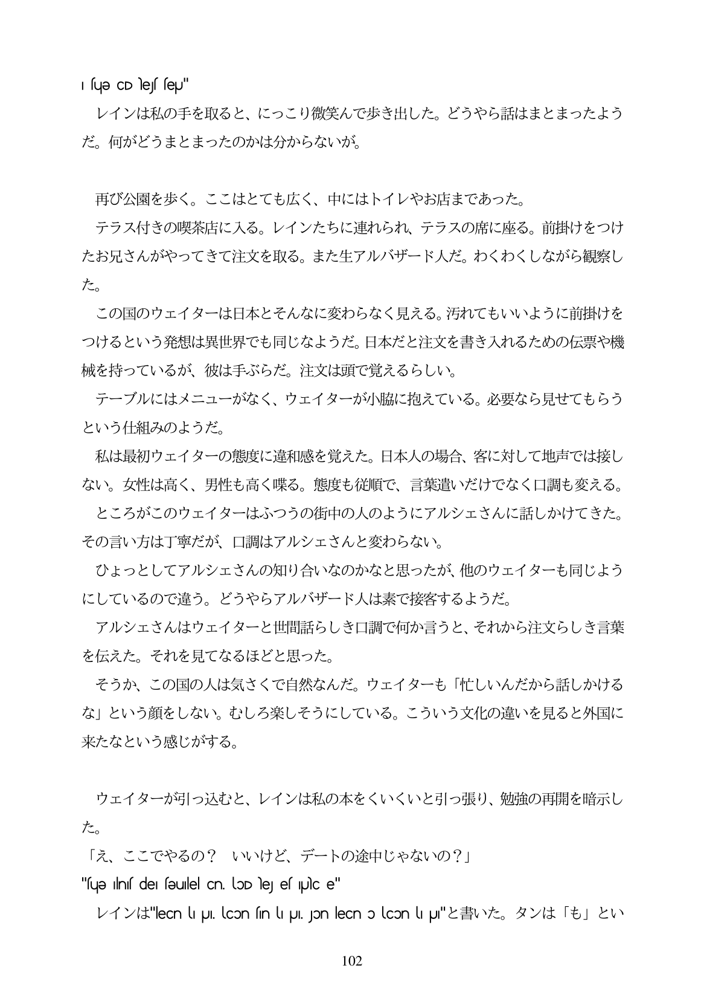 レインは私の手を取ると、にっこり微笑んで歩き出した。どうやら話はまとまったよう
だ。何がどうまとまったのかは分からないが。
再び公園を歩く。ここはとても広く、中にはトイレやお店まであった。
テラス付きの喫茶店に入る。レインたちに連れられ、テラスの席に座る。前掛けをつけ
たお兄さんがやってきて注文を取る。また生アルバザード人だ。わくわくしながら観察し
た。
この国のウェイターは日本とそんなに変わらなく見える。汚れてもいいように前掛けを
つけるという発想は異世界でも同じなようだ。日本だと注文を書き入れるための伝票や機
械を持っているが、彼は手ぶらだ。注文は頭で覚えるらしい。
テーブルにはメニューがなく、ウェイターが小脇に抱えている。必要なら見せてもらう
という仕組みのようだ。
私は最初ウェイターの態度に違和感を覚えた。日本人の場合、客に対して地声では接し
ない。女性は高く、男性も高く喋る。態度も従順で、言葉遣いだけでなく口調も変える。
ところがこのウェイターはふつうの街中の人のようにアルシェさんに話しかけてきた。
その言い方は丁寧だが、口調はアルシェさんと変わらない。
ひょっとしてアルシェさんの知り合いなのかなと思ったが、他のウェイターも同じよう
にしているので違う。どうやらアルバザード人は素で接客するようだ。
アルシェさんはウェイターと世間話らしき口調で何か言うと、それから注文らしき言葉
を伝えた。それを見てなるほどと思った。
そうか、この国の人は気さくで自然なんだ。ウェイターも「忙しいんだから話しかける
な」という顔をしない。むしろ楽しそうにしている。こういう文化の違いを見ると外国に
来たなという感じがする。
ウェイターが引っ込むと、レインは私の本をくいくいと引っ張り、勉強の再開を暗示し
た。
「え、ここでやるの？　いいけど、デートの途中じゃないの？」
レインは と書いた。タンは「も」とい
102